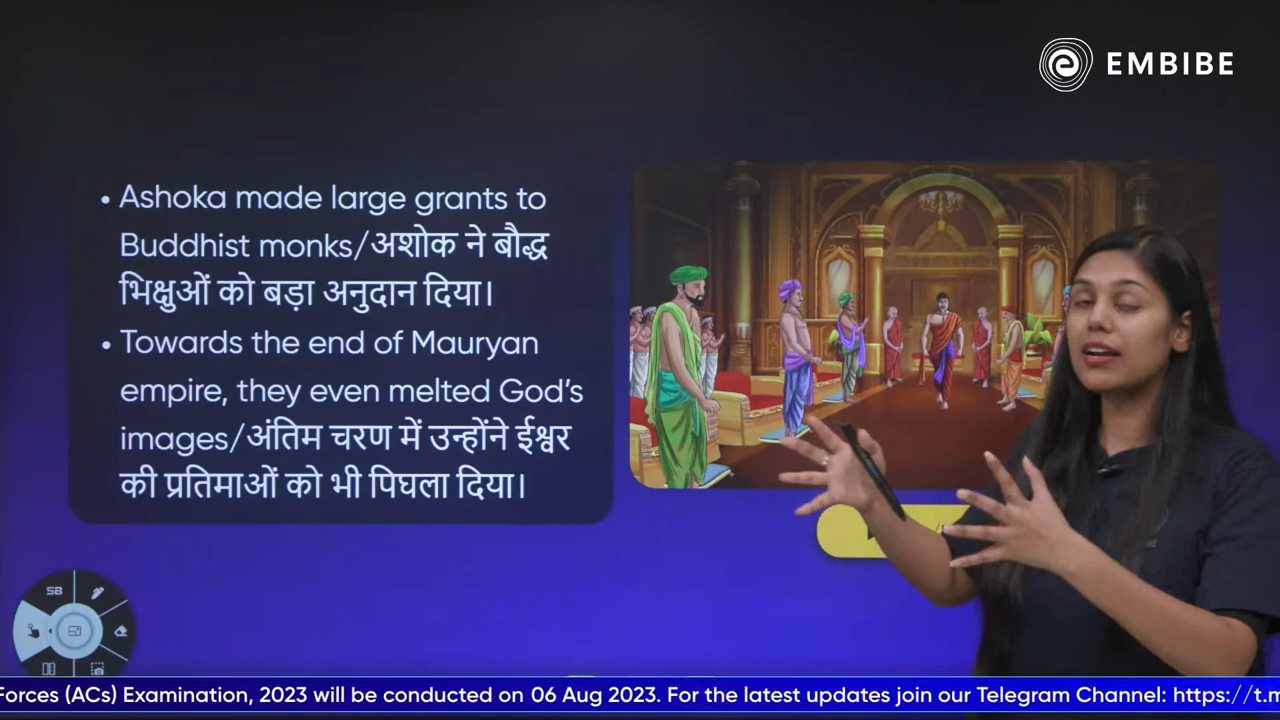 EMBIBE
• Ashoka made large grants to
Buddhist monks/अशोक ने बौद्ध
भिक्षुओं को बड़ा अनुदान दिया।
• Towards the end of Mauryan
empire, they even melted God's
images/अंतिम चरण में उन्होंने ईश्वर
की प्रतिमाओं को भी पिघला दिया।
SB
Forces (ACs) Examination, 2023 will be conducted on 06 Aug 2023. For the latest updates join our Telegram Channel: https://t.m